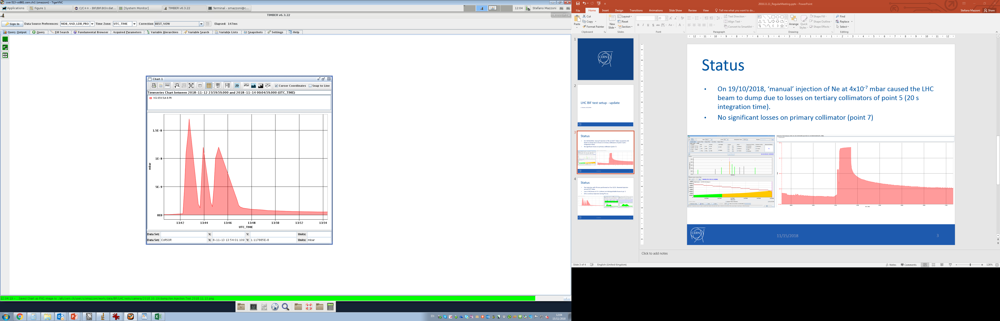 cwe-513-vol861.cern.ch:1 (smazzoni) - TigerVNC
Applications
Figure 1
C/C++ - BIF/BIF.BGV.dat...
[System Monitor]
TIMBER v6.3.22
Terminal - smazzoni@c...
12:04
Stefano Mazzoni
TIMBER v6.3.22
Sign In
Data Source Preferences: MDB_AND_LDB_PRO
Time Zone: UTC_TIME
Correction BEST_NOW
Elapsed: 147ms
Query Output
Query
Fill Search
Fundamental Browser
Acquired Parameters
Variable Hierarchies
Variable Search
Variable Lists
Snapshots
Settings
Help
Chart 1
PNG
2D
Cursor Coordinates
Snap to Line
Timeseries Chart between 2018-11-12 23:59:59.000 and 2018-11-14 00:04:59.000 (UTC_TIME)
VGI.659.5L4.B.PR
1.5E-8
1E-8
5E-9
0E0
mbar
13:42 13:44 13:46 13:48 13:50 13:52 13:54
UTC_TIME
Data Set: X: Y: Units:
Data Set: CURSOR X: 8-11-13 13:54:01.109 Y: 1.117885E-8 Units: mbar
12:04:19 - ...Saved Chart as PNG image to: /afs/cern.ch/user/s/smazzoni/work/data/BIF/LHC.tests/camera/2018.10.19/dump/Ion.Injection.Test.2018.11.13.png
EN
12:04
15/11/2018
2018.11.11_RegularMeeting.pptx - PowerPoint
File
Home
Insert
Design
Transitions
Animations
Slide Show
Review
View
Tell me what you want to do...
Stefano Mazzoni
Share
Paste
Cut
Copy
Format Painter
Clipboard
New Slide
Layout
Reset
Section
Slides
20
Font
Text Direction
Align Text
Convert to SmartArt
Paragraph
Arrange
Quick Styles
Shape Fill
Shape Outline
Shape Effects
Drawing
Find
Replace
Select
Editing
1
CERN
2
LHC BIF test setup - update
3
Status
4
Status
Status
• On 19/10/2018, ‘manual’ injection of Ne at 4x10⁻⁷ mbar caused the LHC
beam to dump due to losses on tertiary collimators of point 5 (20 s
integration time).
• No significant losses on primary collimator (point 7)
CERN
11/15/2018
3
Click to add notes
Slide 3 of 4
English (United Kingdom)
Notes
Comments
126%